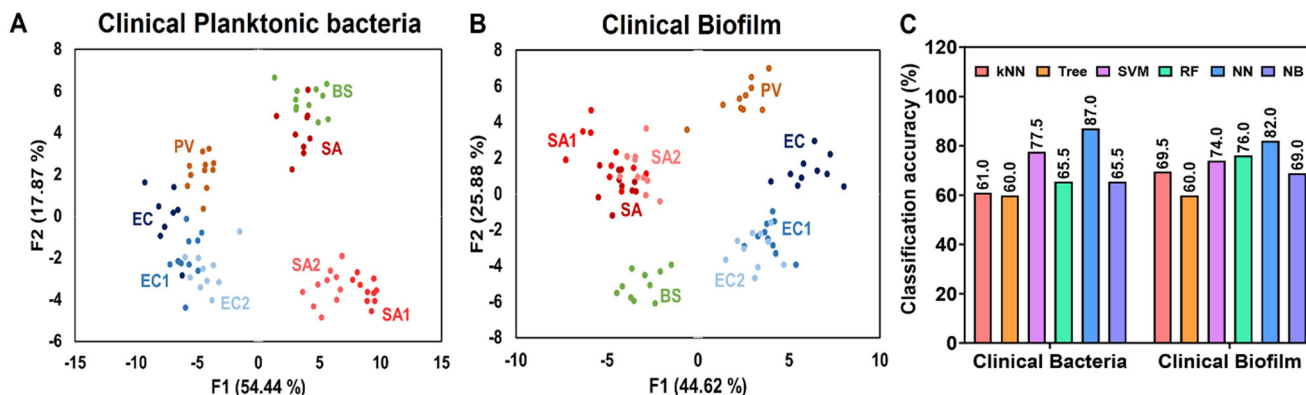 A
Clinical Planktonic bacteria
F2 (17.87 %)
8
6
4
2
0
-2
-4
-6
BS
SA
PV
EC
EC1
EC2
SA2
SA1
-15
-10
-5
0
5
10
15
F1 (54.44 %)
B
Clinical Biofilm
F2 (25.88 %)
8
6
4
2
0
-2
-4
-6
-8
PV
SA1
SA2
SA
EC
EC1
EC2
BS
-10
-5
0
5
10
F1 (44.62 %)
C
Classification accuracy (%)
120
100
80
60
40
20
0
kNN Tree SVM RF NN NB
61.0
60.0
77.5
65.5
87.0
65.5
69.5
60.0
74.0
76.0
82.0
69.0
Clinical Bacteria
Clinical Biofilm